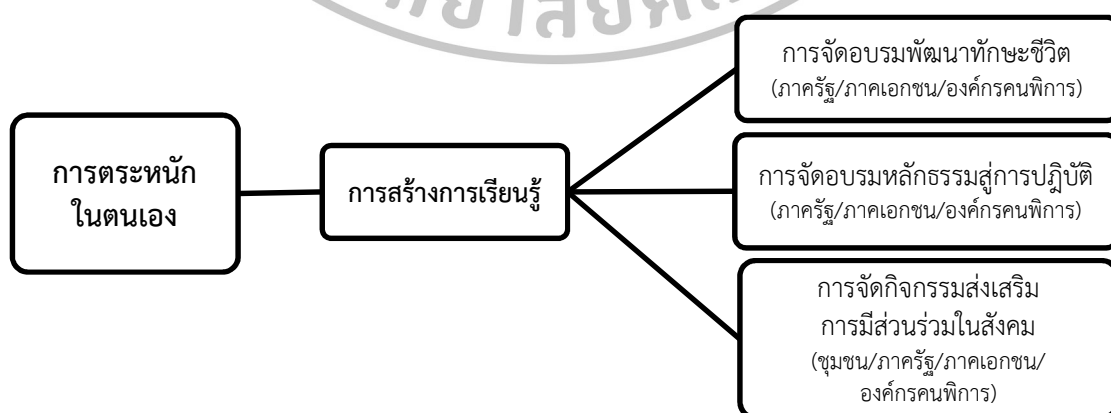 การตระหนัก
ในตนเอง
การสร้างการเรียนรู้
การจัดอบรมพัฒนาทักษะชีวิต
(ภาครัฐ/ภาคเอกชน/องค์กรคนพิการ)
การจัดอบรมหลักธรรมสู่การปฏิบัติ
(ภาครัฐ/ภาคเอกชน/องค์กรคนพิการ)
การจัดกิจกรรมส่งเสริม
การมีส่วนร่วมในสังคม
(ชุมชน/ภาครัฐ/ภาคเอกชน/
องค์กรคนพิการ)